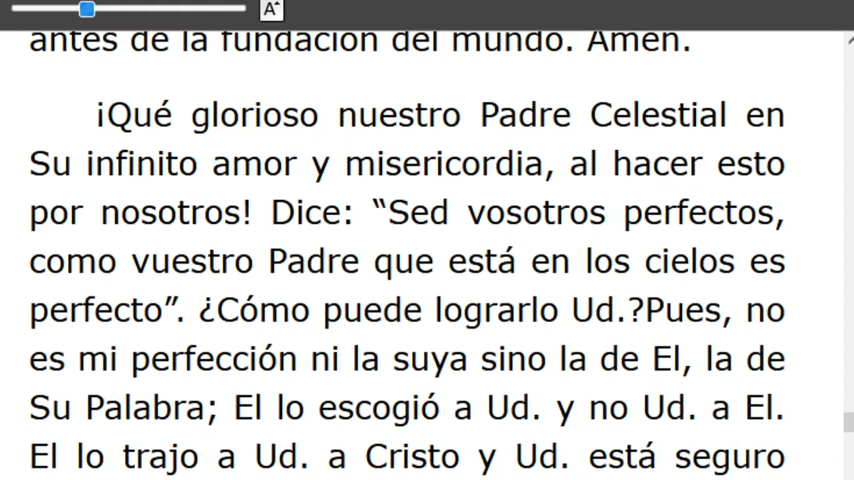 A
antes de la fundación del mundo. Amén.
¡Qué glorioso nuestro Padre Celestial en
Su infinito amor y misericordia, al hacer esto
por nosotros! Dice: “Sed vosotros perfectos,
como vuestro Padre que está en los cielos es
perfecto”. ¿Cómo puede lograrlo Ud.?Pues, no
es mi perfección ni la suya sino la de El, la de
Su Palabra; El lo escogió a Ud. y no Ud. a El.
El lo trajo a Ud. a Cristo y Ud. está seguro